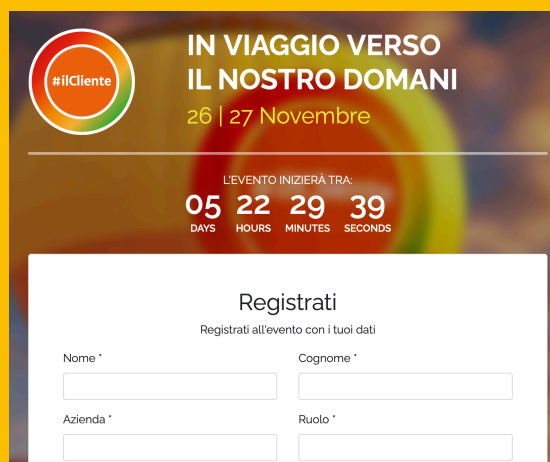 #ilCliente
IN VIAGGIO VERSO
IL NOSTRO DOMANI
26 | 27 Novembre
L'EVENTO INIZIERÀ TRA:
05 22 29 39
DAYS HOURS MINUTES SECONDS
Registrati
Registrati all'evento con i tuoi dati
Nome * Cognome *
Azienda * Ruolo *